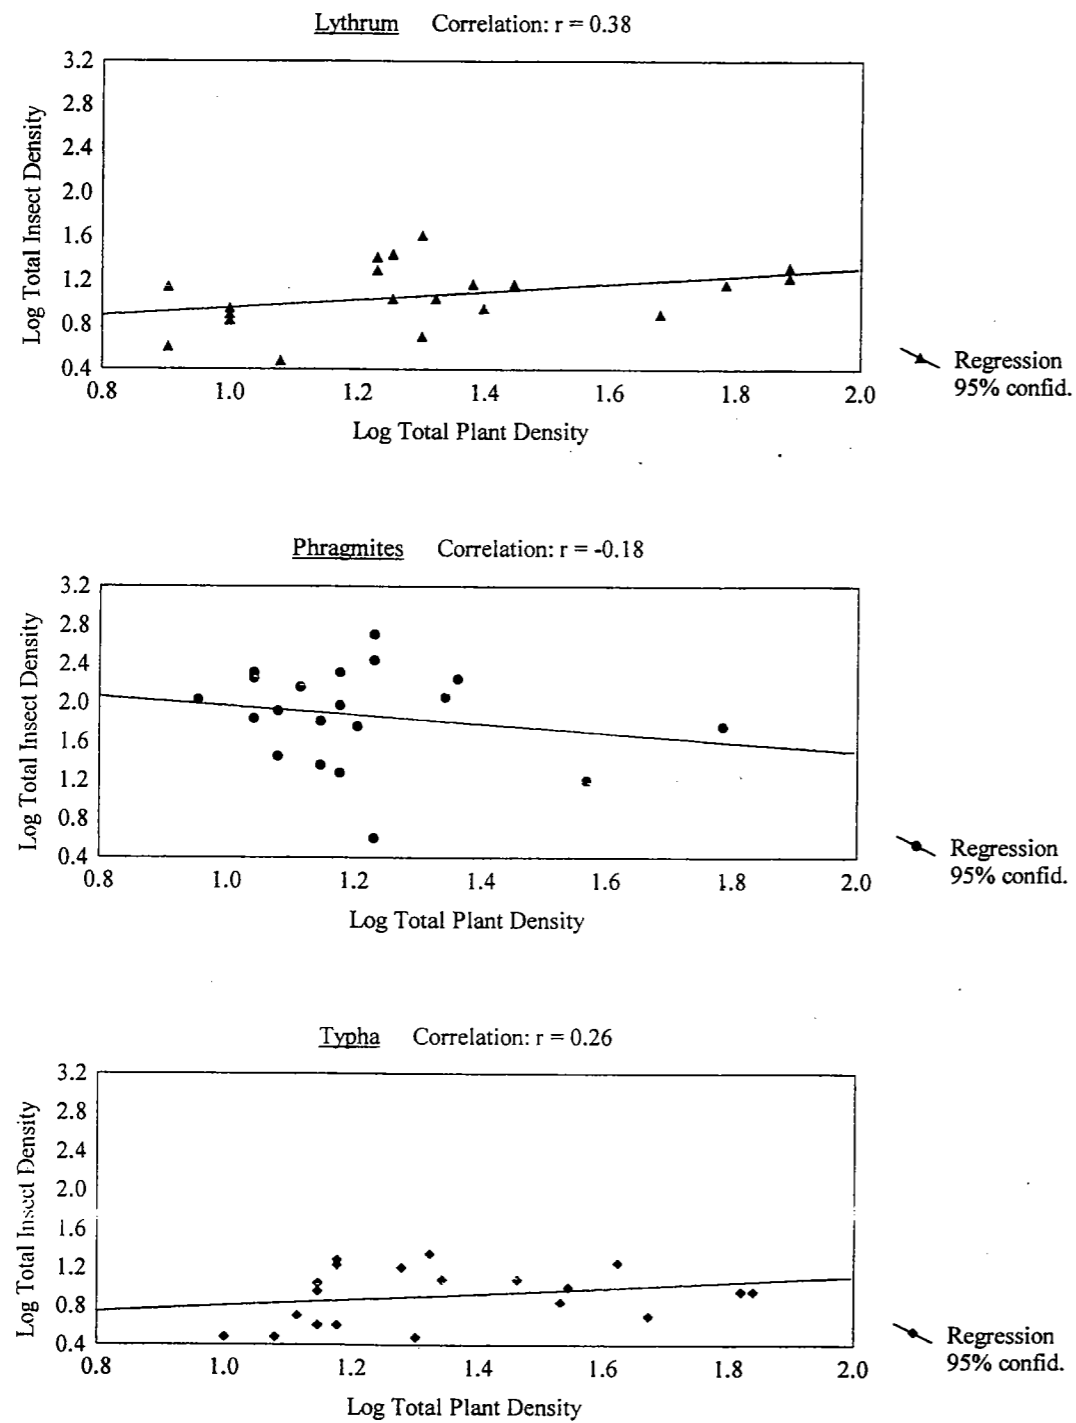 Lythrum Correlation: r = 0.38
3.2
2.8
2.4
2.0
1.6
1.2
0.8
0.4
Log Total Insect Density
0.8 1.0 1.2 1.4 1.6 1.8 2.0
Log Total Plant Density
Regression
95% confid.
Phragmites Correlation: r = -0.18
3.2
2.8
2.4
2.0
1.6
1.2
0.8
0.4
Log Total Insect Density
0.8 1.0 1.2 1.4 1.6 1.8 2.0
Log Total Plant Density
Regression
95% confid.
Typha Correlation: r = 0.26
3.2
2.8
2.4
2.0
1.6
1.2
0.8
0.4
Log Total Insect Density
0.8 1.0 1.2 1.4 1.6 1.8 2.0
Log Total Plant Density
Regression
95% confid.